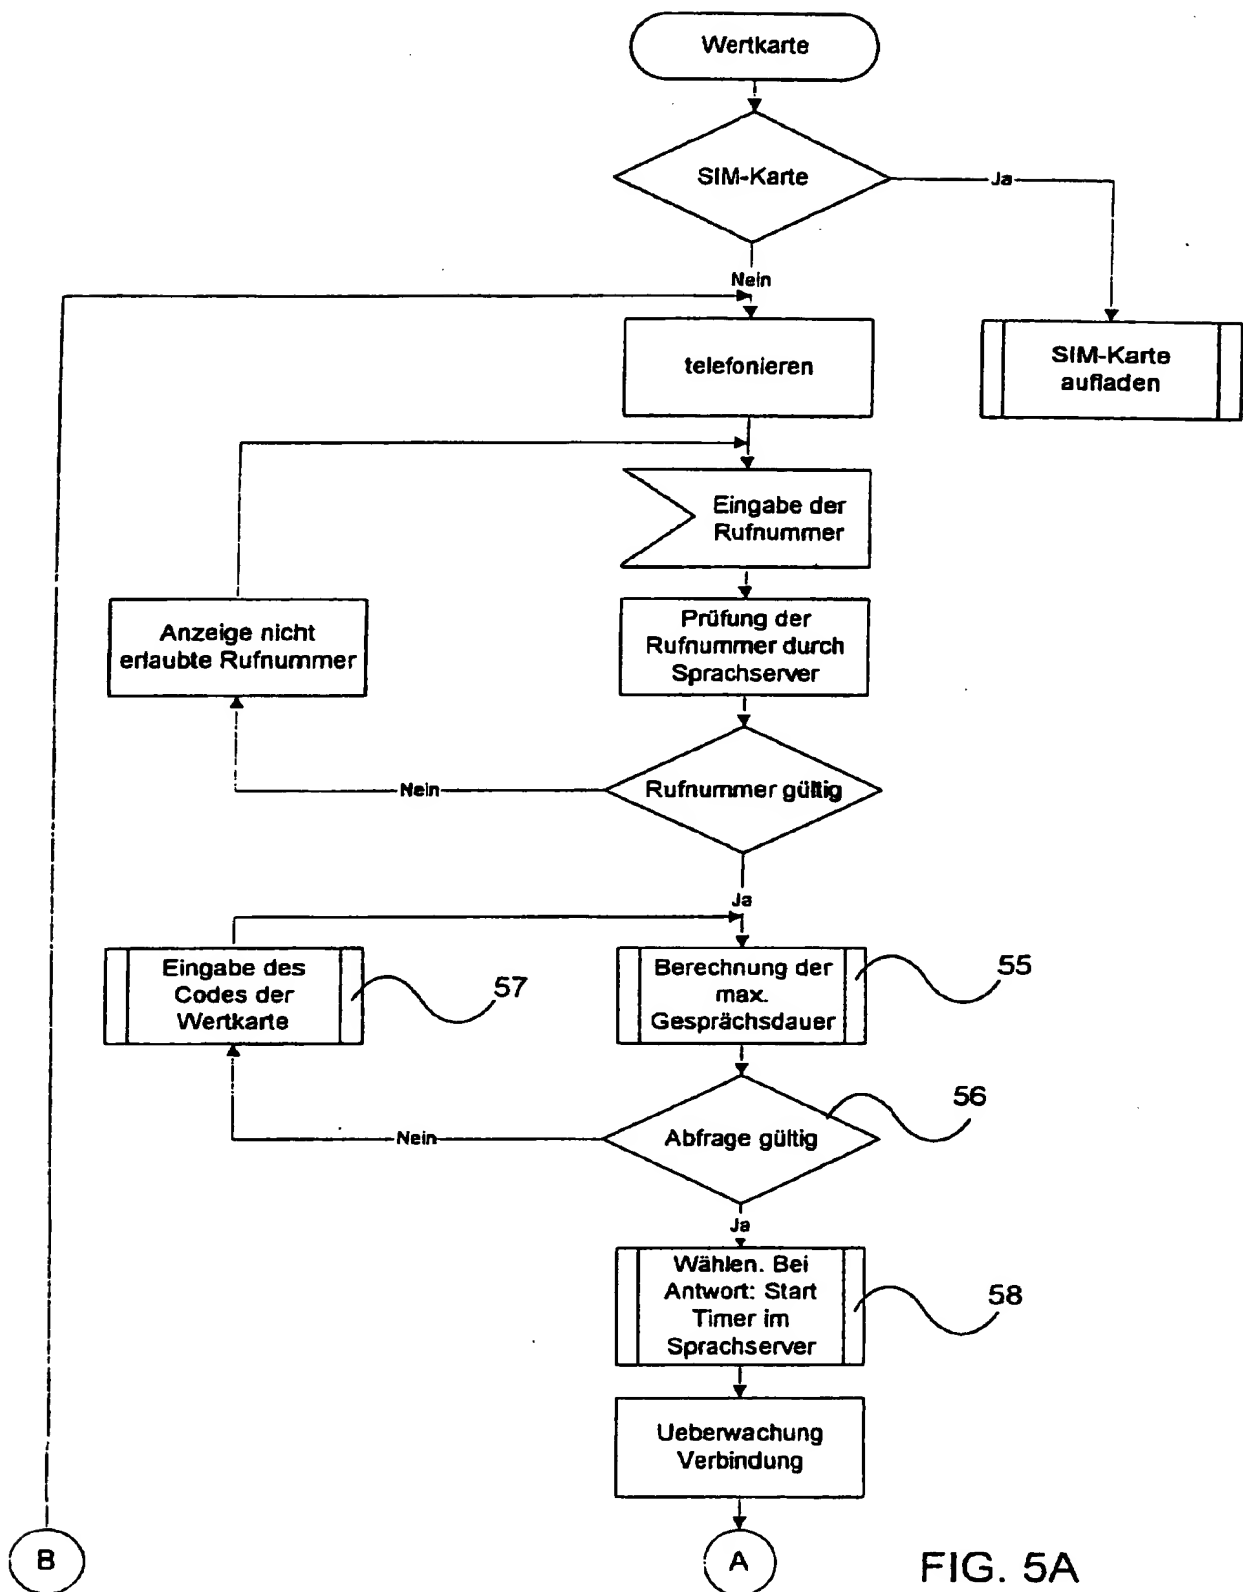 Wertkarte
SIM-Karte
Ja
Nein
telefonieren
SIM-Karte
aufladen
Eingabe der
Rufnummer
Anzeige nicht
erlaubte Rufnummer
Prüfung der
Rufnummer durch
Sprachserver
Nein
Rufnummer gültig
Ja
Eingabe des
Codes der
Wertkarte
57
Berechnung der
max.
Gesprächsdauer
55
Nein
Abfrage gültig
56
Ja
Wählen. Bei
Antwort: Start
Timer im
Sprachserver
58
Ueberwachung
Verbindung
B
A
FIG. 5A